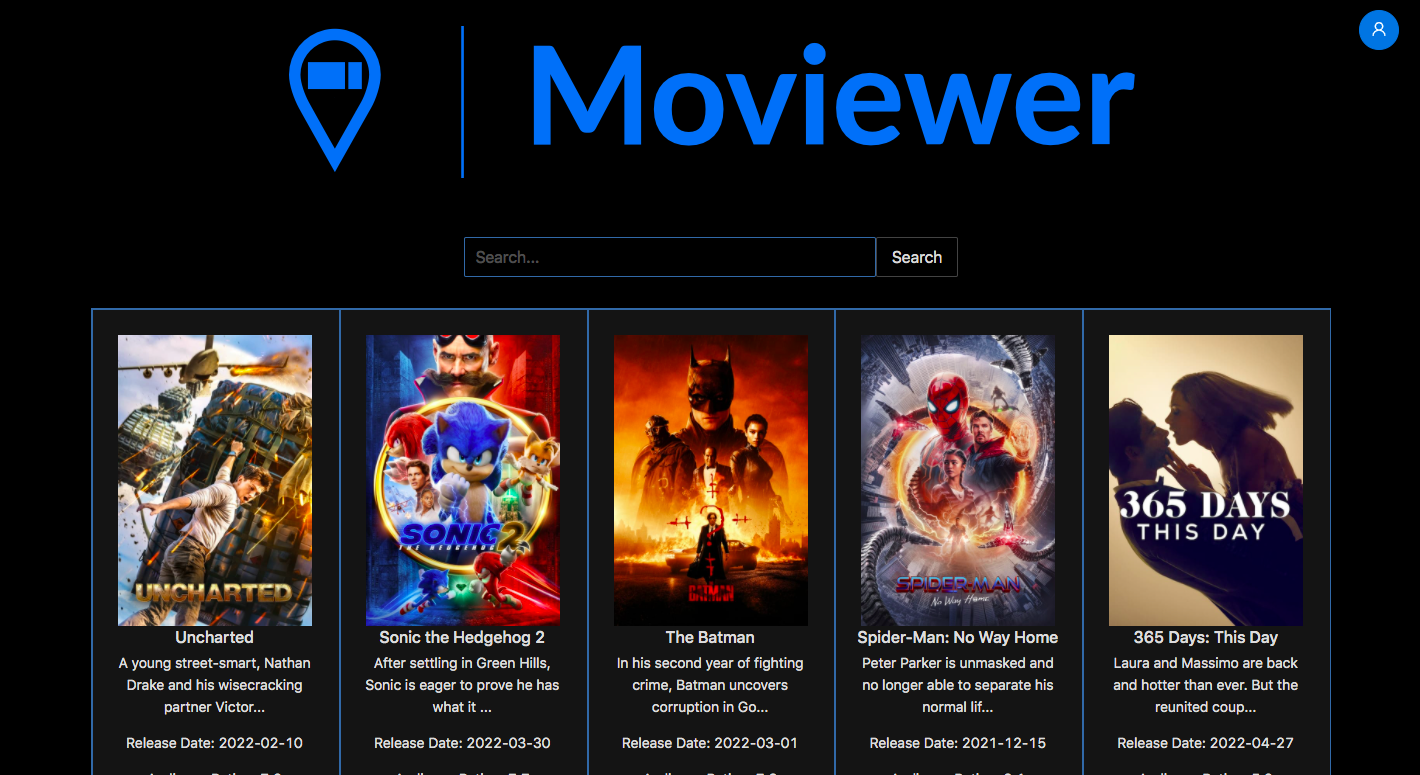 Moviewer
Search...
Search
UNCHARTED
SONIC 2
THE HEDGEHOG
THE BATMAN
SPIDER-MAN
No Way Home
365 DAYS
THIS DAY
Uncharted
A young street-smart, Nathan
Drake and his wisecracking
partner Victor...
Release Date: 2022-02-10
Sonic the Hedgehog 2
After settling in Green Hills,
Sonic is eager to prove he has
what it ...
Release Date: 2022-03-30
The Batman
In his second year of fighting
crime, Batman uncovers
corruption in Go...
Release Date: 2022-03-01
Spider-Man: No Way Home
Peter Parker is unmasked and
no longer able to separate his
normal lif...
Release Date: 2021-12-15
365 Days: This Day
Laura and Massimo are back
and hotter than ever. But the
reunited coup...
Release Date: 2022-04-27